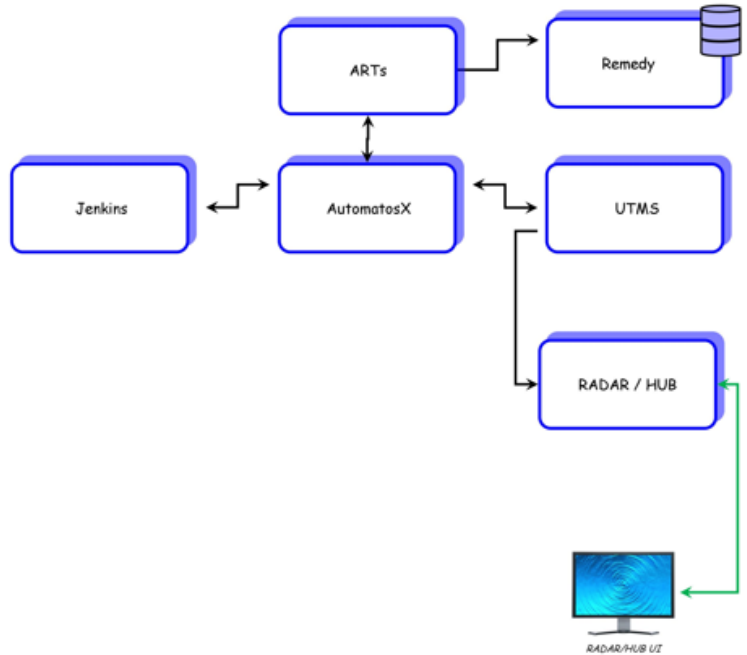 ARTs
Remedy
Jenkins
AutomatosX
UTMS
RADAR / HUB
RADAR/HUB UI